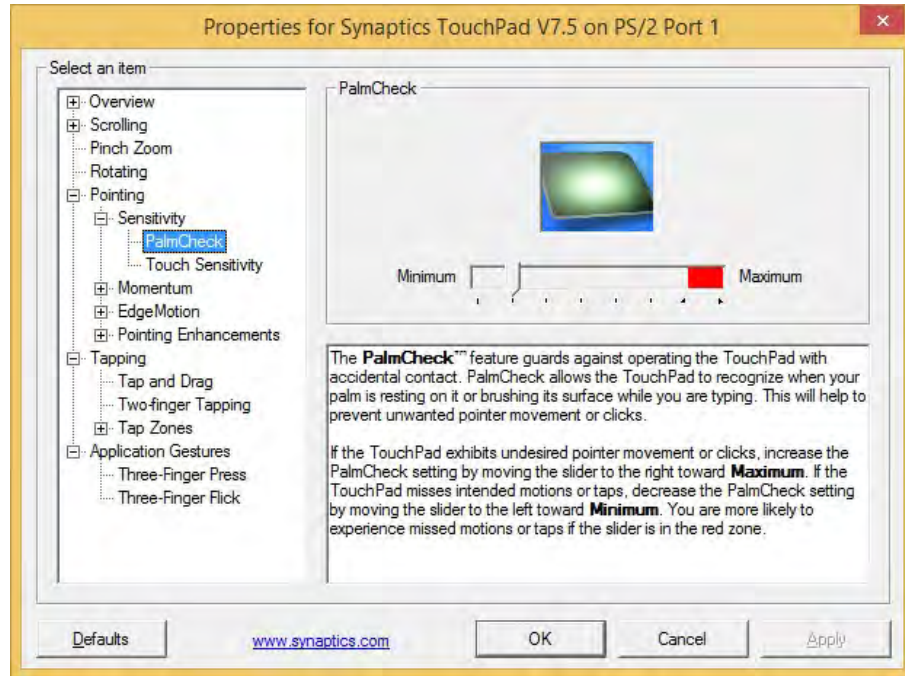 Properties for Synaptics TouchPad V7.5 on PS/2 Port 1
Select an item
Overview
Scrolling
Pinch Zoom
Rotating
Pointing
Sensitivity
PalmCheck
Touch Sensitivity
Momentum
EdgeMotion
Pointing Enhancements
Tapping
Tap and Drag
Two-finger Tapping
Tap Zones
Application Gestures
Three-Finger Press
Three-Finger Flick
PalmCheck
Minimum
Maximum
The PalmCheck™ feature guards against operating the TouchPad with
accidental contact. PalmCheck allows the TouchPad to recognize when your
palm is resting on it or brushing its surface while you are typing. This will help to
prevent unwanted pointer movement or clicks.
If the TouchPad exhibits undesired pointer movement or clicks, increase the
PalmCheck setting by moving the slider to the right toward Maximum. If the
TouchPad misses intended motions or taps, decrease the PalmCheck setting
by moving the slider to the left toward Minimum. You are more likely to
experience missed motions or taps if the slider is in the red zone.
Defaults
www.synaptics.com
OK
Cancel
Apply